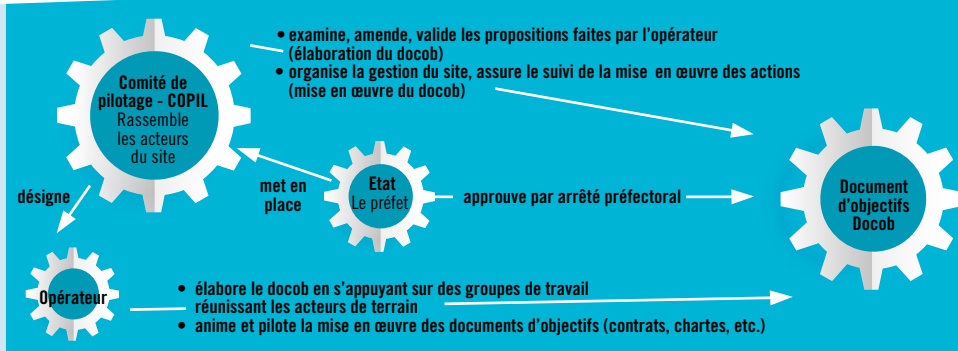 • examine, amende, valide les propositions faites par l'opérateur
(élaboration du docob)
• organise la gestion du site, assure le suivi de la mise en œuvre des actions
(mise en œuvre du docob)
Comité de
pilotage - COPIL
Rassemble
les acteurs
du site
désigne
met en
place
Etat
Le préfet
approuve par arrêté préfectoral
Document
d'objectifs
Docob
Opérateur
• élabore le docob en s'appuyant sur des groupes de travail
réunissant les acteurs de terrain
• anime et pilote la mise en œuvre des documents d'objectifs (contrats, chartes, etc.)